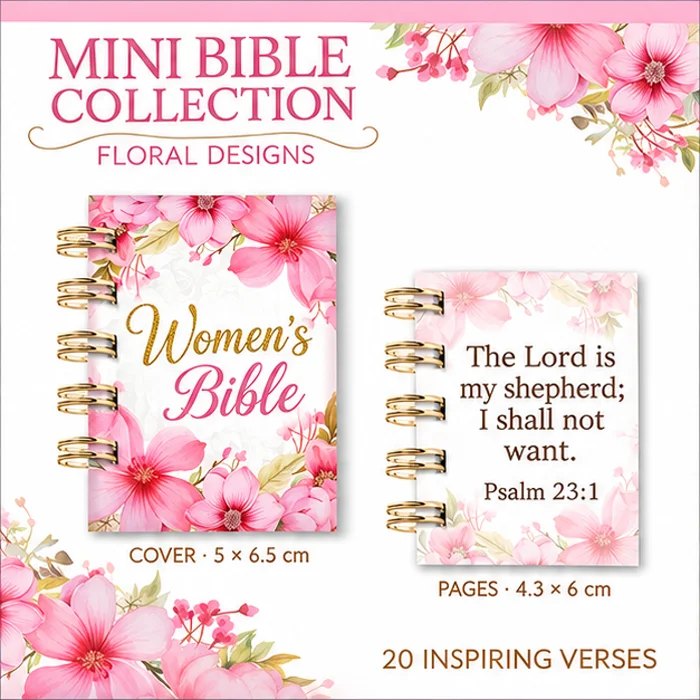 MINI BIBLE
COLLECTION
FLORAL DESIGNS
Women's
Bible
COVER · 5 × 6.5 cm
The Lord is
my shepherd;
I shall not
want.
Psalm 23:1
PAGES · 4.3 × 6 cm
20 INSPIRING VERSES